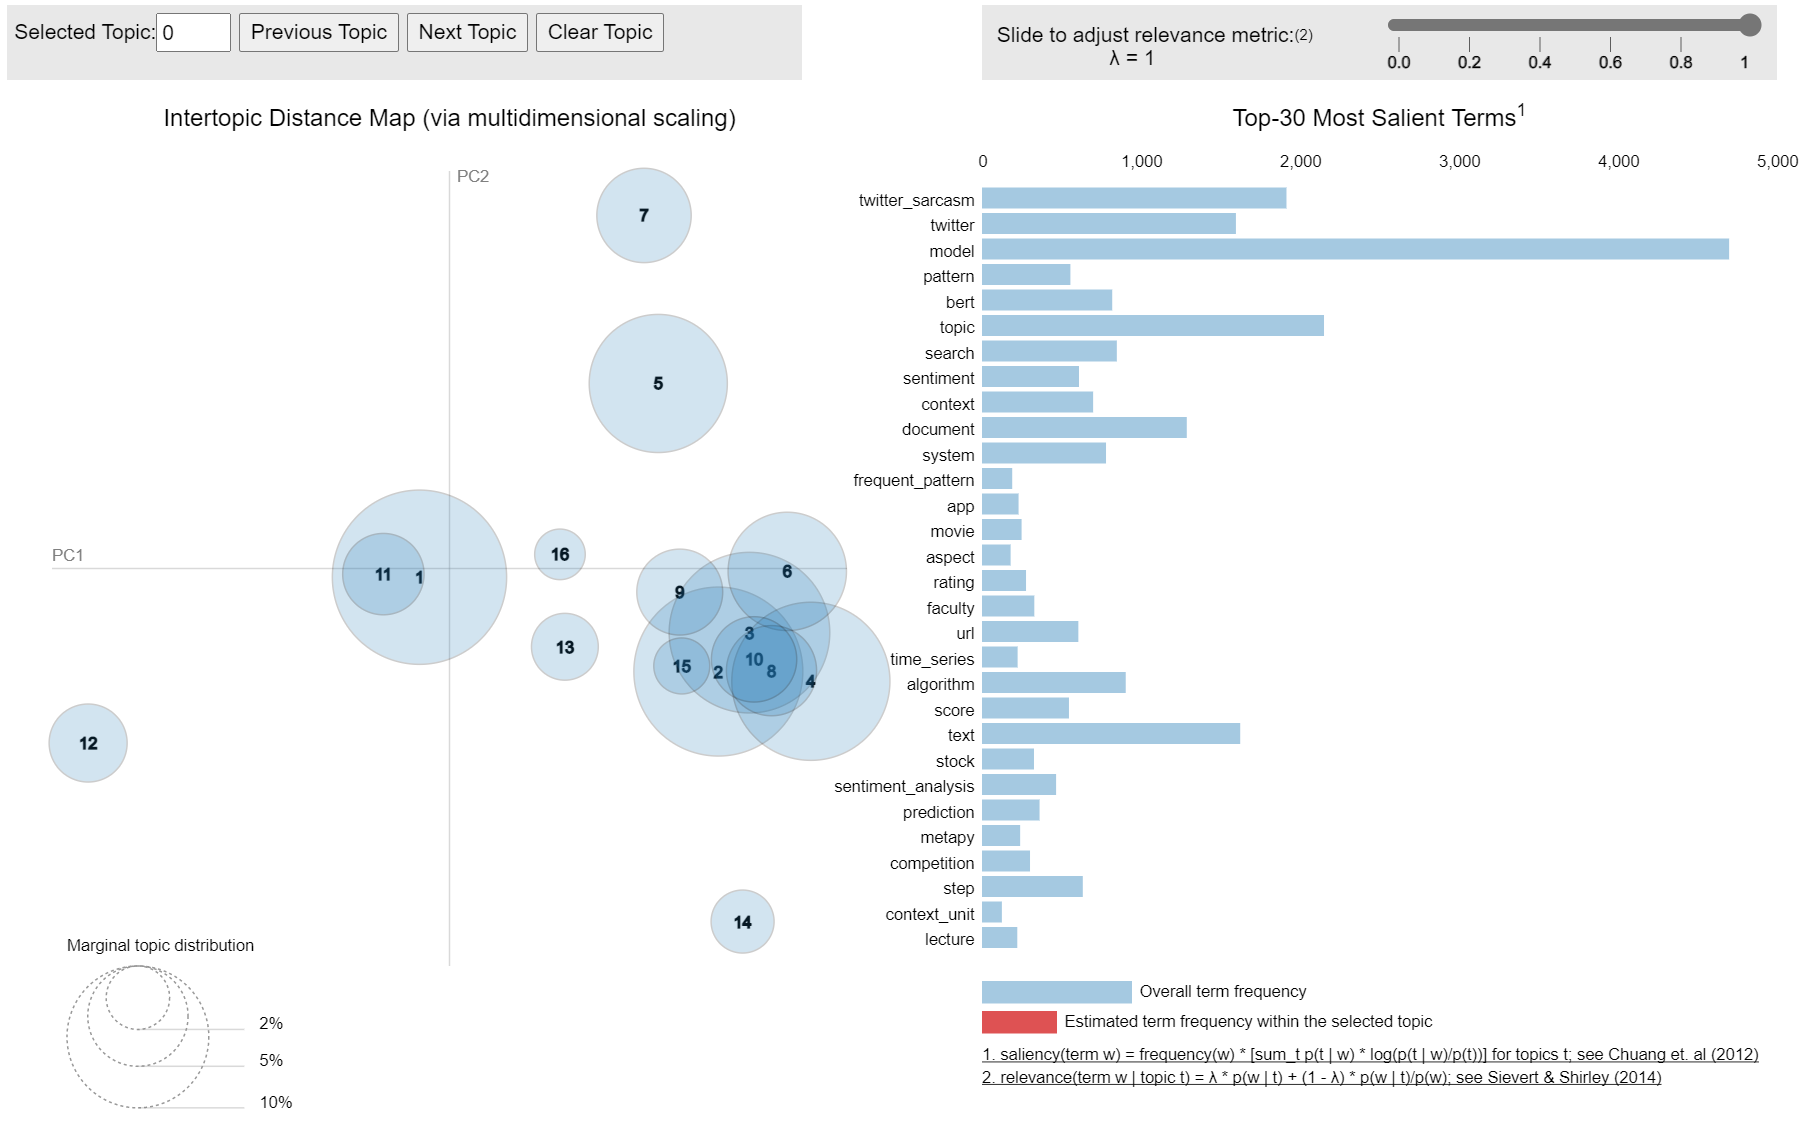 Selected Topic: 0 Previous Topic Next Topic Clear Topic
Slide to adjust relevance metric:(2)
λ = 1
0.0 0.2 0.4 0.6 0.8 1
Intertopic Distance Map (via multidimensional scaling)
PC2
PC1
7
5
16
11 1
6
9
3
13
10
15 2 8 4
12
14
Marginal topic distribution
2%
5%
10%
Top-30 Most Salient Terms1
0 1,000 2,000 3,000 4,000 5,000
twitter_sarcasm
twitter
model
pattern
bert
topic
search
sentiment
context
document
system
frequent_pattern
app
movie
aspect
rating
faculty
url
time_series
algorithm
score
text
stock
sentiment_analysis
prediction
metapy
competition
step
context_unit
lecture
Overall term frequency
Estimated term frequency within the selected topic
1. saliency(term w) = frequency(w) * [sum_t p(t | w) * log(p(t | w)/p(t))] for topics t; see Chuang et. al (2012)
2. relevance(term w | topic t) = λ * p(w | t) + (1 - λ) * p(w | t)/p(w); see Sievert & Shirley (2014)